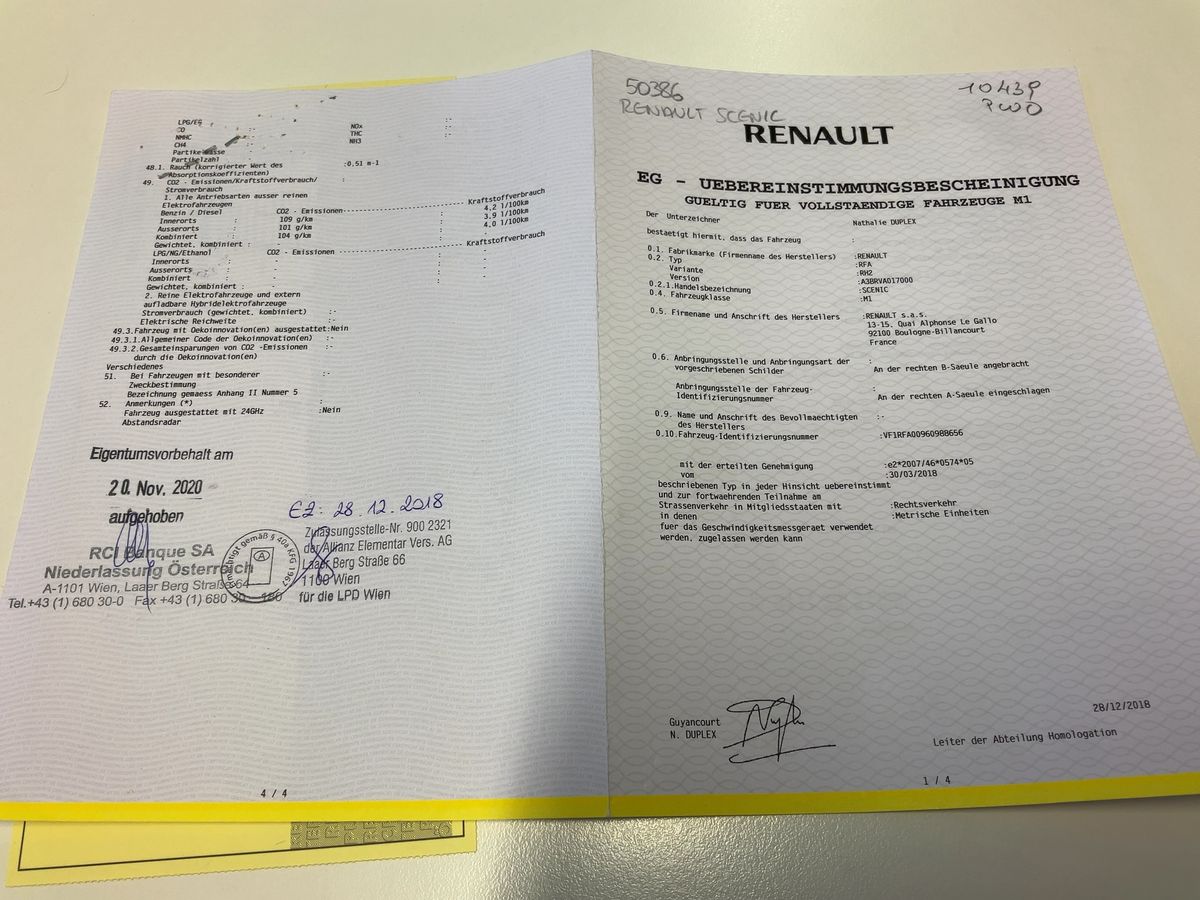 LPG/EG
CO :- NOx :-
NMHC :- THC :-
CH4 :- NH3 :-
Partikelmasse
Partikelzahl :-
48.1. Rauch (korrigierter Wert des :0.51 m-1
Absorptionskoeffizienten)
49. CO2 - Emissionen/Kraftstoffverbrauch/ :
Stromverbrauch
1. Alle Antriebsarten ausser reinen
Elektrofahrzeugen
Benzin / Diesel CO2 - Emissionen Kraftstoffverbrauch
Innerorts : 109 g/km : 4.2 l/100km
Ausserorts : 101 g/km : 3.9 l/100km
Kombiniert : 104 g/km : 4.0 l/100km
Gewichtet, kombiniert : - : -
LPG/NG/Ethanol CO2 - Emissionen Kraftstoffverbrauch
Innerorts : - : -
Ausserorts : - : -
Kombiniert : - : -
Gewichtet, kombiniert : -
2. Reine Elektrofahrzeuge und extern
aufladbare Hybridelektrofahrzeuge
Stromverbrauch (gewichtet, kombiniert) :-
Elektrische Reichweite :-
49.3.Fahrzeug mit Oekoinnovation(en) ausgestattet:Nein
49.3.1.Allgemeiner Code der Oekoinnovation(en) :-
49.3.2.Gesamteinsparungen von CO2 -Emissionen :-
durch die Oekoinnovation(en)
Verschiedenes
51. Bei Fahrzeugen mit besonderer :-
Zweckbestimmung
Bezeichnung gemaess Anhang II Nummer 5
52. Anmerkungen (*) :
Fahrzeug ausgestattet mit 24GHz :Nein
Abstandsradar
Eigentumsvorbehalt am
20. Nov. 2020
aufgehoben
RCI Banque SA
Niederlassung Österreich
A-1101 Wien, Laaer Berg Straße 64
Tel.+43 (1) 680 30-0 Fax +43 (1) 680 30 - 186
EZ: 28.12.2018
Zulassungsstelle-Nr. 900 2321
der Allianz Elementar Vers. AG
Laaer Berg Straße 66
1100 Wien
für die LPD Wien
Ermächtigt gemäß § 40a KFG 1967
A
4 / 4
50386 10439
RENAULT SCENIC PWD
RENAULT
EG - UEBEREINSTIMMUNGSBESCHEINIGUNG
GUELTIG FUER VOLLSTAENDIGE FAHRZEUGE M1
Der Unterzeichner Nathalie DUPLEX
bestaetigt hiermit, dass das Fahrzeug :
0.1. Fabrikmarke (Firmenname des Herstellers) :RENAULT
0.2. Typ :RFA
Variante :RH2
Version :A3BRVAD17000
0.2.1.Handelsbezeichnung :SCENIC
0.4. Fahrzeugklasse :M1
0.5. Firmenname und Anschrift des Herstellers :RENAULT s.a.s.
13-15, Quai Alphonse Le Gallo
92100 Boulogne-Billancourt
France
0.6. Anbringungsstelle und Anbringungsart der :
vorgeschriebenen Schilder An der rechten B-Saeule angebracht
Anbringungsstelle der Fahrzeug- :
Identifizierungsnummer An der rechten A-Saeule eingeschlagen
0.9. Name und Anschrift des Bevollmaechtigten :-
des Herstellers
0.10.Fahrzeug-Identifizierungsnummer :VF1RFA00960988656
mit der erteilten Genehmigung :e2*2007/46*0574*05
vom :30/03/2018
beschriebenen Typ in jeder Hinsicht uebereinstimmt
und zur fortwaehrenden Teilnahme am
Strassenverkehr in Mitgliedsstaaten mit :Rechtsverkehr
in denen :Metrische Einheiten
fuer das Geschwindigkeitsmessgeraet verwendet
werden, zugelassen werden kann
Guyancourt 28/12/2018
N. DUPLEX
Leiter der Abteilung Homologation
1 / 4